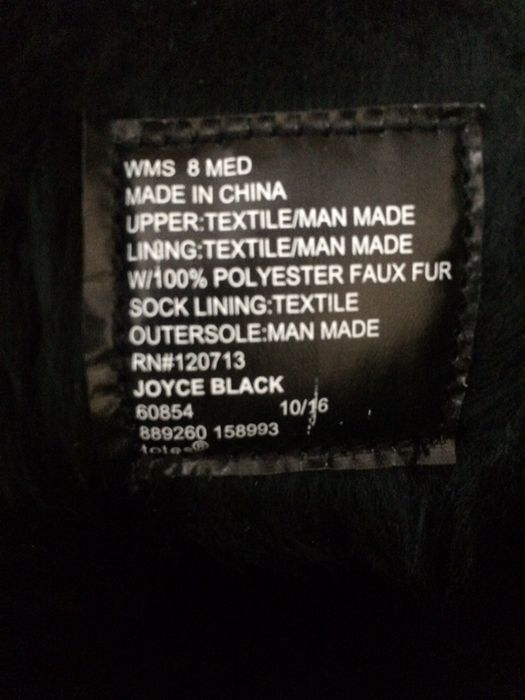 WMS 8 MED
MADE IN CHINA
UPPER:TEXTILE/MAN MADE
LINING:TEXTILE/MAN MADE
W/100% POLYESTER FAUX FUR
SOCK LINING:TEXTILE
OUTERSOLE:MAN MADE
RN#120713
JOYCE BLACK
60854 10/16
889260 158993
totes®